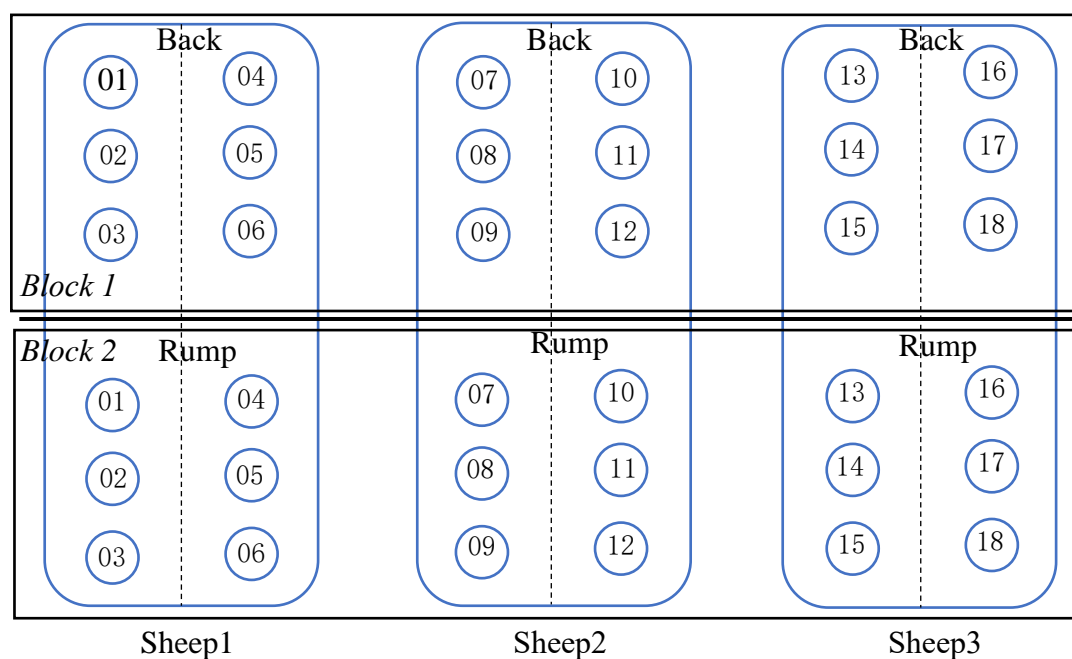 Back Back Back
01 04 07 10 13 16
02 05 08 11 14 17
03 06 09 12 15 18
Block 1
Block 2 Rump Rump Rump
01 04 07 10 13 16
02 05 08 11 14 17
03 06 09 12 15 18
Sheep1 Sheep2 Sheep3